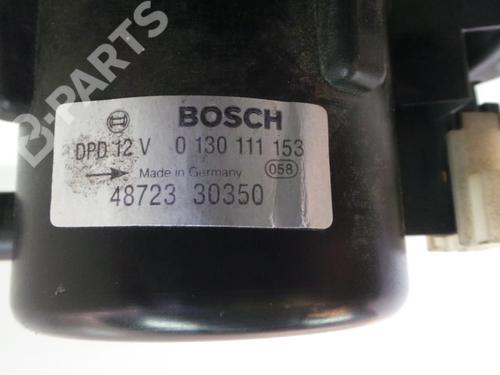 B-PARTS
BOSCH
DPD 12 V 0 130 111 153
Made in Germany 058
48723 30350